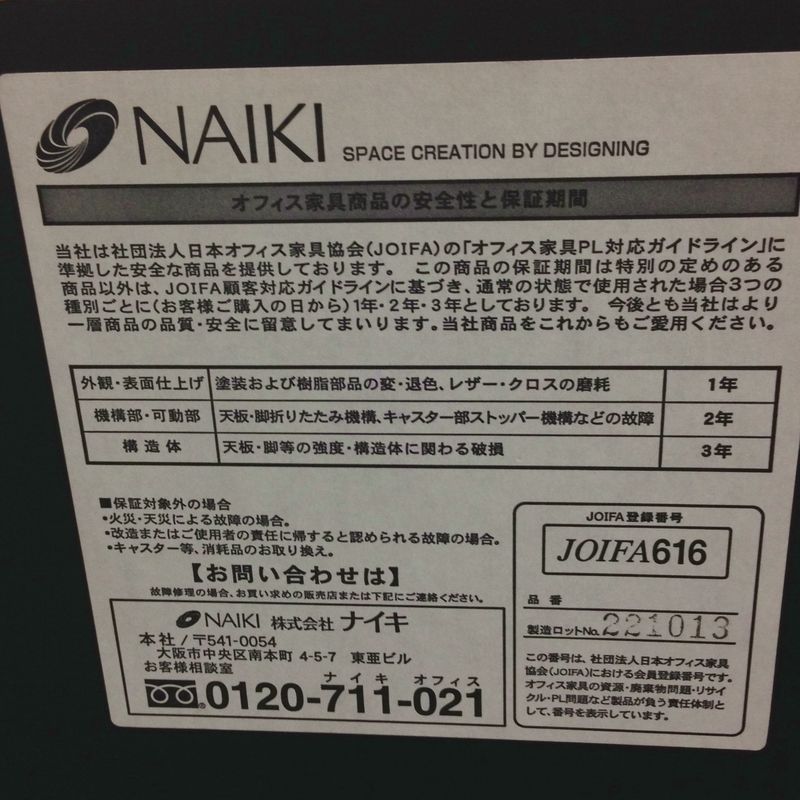 NAIKI SPACE CREATION BY DESIGNING
オフィス家具商品の安全性と保証期間
当社は社団法人日本オフィス家具協会(JOIFA)の「オフィス家具PL対応ガイドライン」に
準拠した安全な商品を提供しております。 この商品の保証期間は特別の定めのある
商品以外は、JOIFA顧客対応ガイドラインに基づき、通常の状態で使用された場合3つの
種別ごとに(お客様ご購入の日から)1年・2年・3年としております。 今後とも当社はより
一層商品の品質・安全に留意してまいります。当社商品をこれからもご愛用ください。
外観・表面仕上げ 塗装および樹脂部品の変・退色、レザー・クロスの磨耗 1年
機構部・可動部 天板・脚折りたたみ機構、キャスター部ストッパー機構などの故障 2年
構造体 天板・脚等の強度・構造体に関わる破損 3年
■保証対象外の場合
・火災・天災による故障の場合。
・改造またはご使用者の責任に帰すると認められる故障の場合。
・キャスター等、消耗品のお取り換え。
【お問い合わせは】
故障修理の場合、お買い求めの販売店または下記にご連絡ください。
NAIKI 株式会社 ナイキ
本社/〒541-0054
大阪市中央区南本町 4-5-7 東亜ビル
お客様相談室
ナイキ オフィス
0120-711-021
JOIFA登録番号
JOIFA616
品番
製造ロットNo.221013
この番号は、社団法人日本オフィス家具
協会(JOIFA)における会員登録番号です。
オフィス家具の資源・廃棄物問題・リサイ
クル・PL問題など製品が負う責任体制と
して、番号を表示しています。